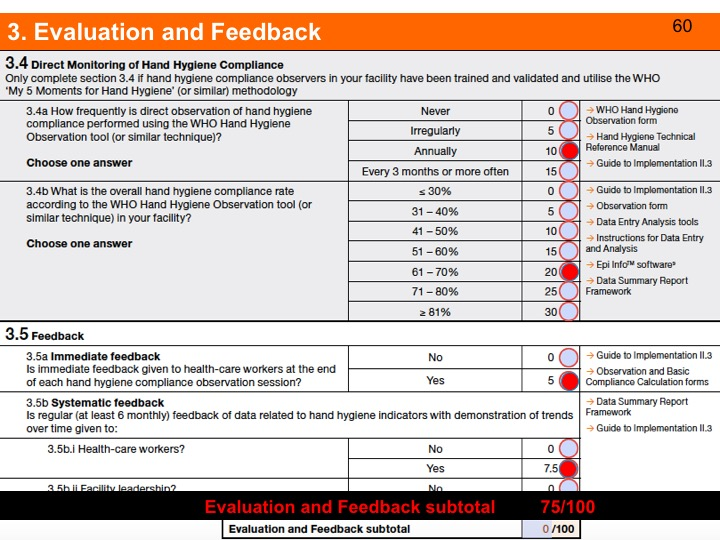 3. Evaluation and Feedback
60
3.4 Direct Monitoring of Hand Hygiene Compliance
Only complete section 3.4 if hand hygiene compliance observers in your facility have been trained and validated and utilise the WHO
‘My 5 Moments for Hand Hygiene’ (or similar) methodology
3.4a How frequently is direct observation of hand hygiene
compliance performed using the WHO Hand Hygiene
Observation tool (or similar technique)?
Choose one answer
Never 0
Irregularly 5
Annually 10
Every 3 months or more often 15
→ WHO Hand Hygiene
Observation form
→ Hand Hygiene Technical
Reference Manual
→ Guide to Implementation II.3
3.4b What is the overall hand hygiene compliance rate
according to the WHO Hand Hygiene Observation tool (or
similar technique) in your facility?
Choose one answer
≤ 30% 0
31 – 40% 5
41 – 50% 10
51 – 60% 15
61 – 70% 20
71 – 80% 25
≥ 81% 30
→ Guide to Implementation II.3
→ Observation form
→ Data Entry Analysis tools
→ Instructions for Data Entry
and Analysis
→ Epi Info™ software⁹
→ Data Summary Report
Framework
3.5 Feedback
3.5a Immediate feedback
Is immediate feedback given to health-care workers at the end
of each hand hygiene compliance observation session?
No 0
Yes 5
→ Guide to Implementation II.3
→ Observation and Basic
Compliance Calculation forms
3.5b Systematic feedback
Is regular (at least 6 monthly) feedback of data related to hand hygiene indicators with demonstration of trends
over time given to:
→ Data Summary Report
Framework
→ Guide to Implementation II.3
3.5b.i Health-care workers?
No 0
Yes 7.5
3.5b.ii Facility leadership?
No 0
Evaluation and Feedback subtotal 75/100
Evaluation and Feedback subtotal 0 /100